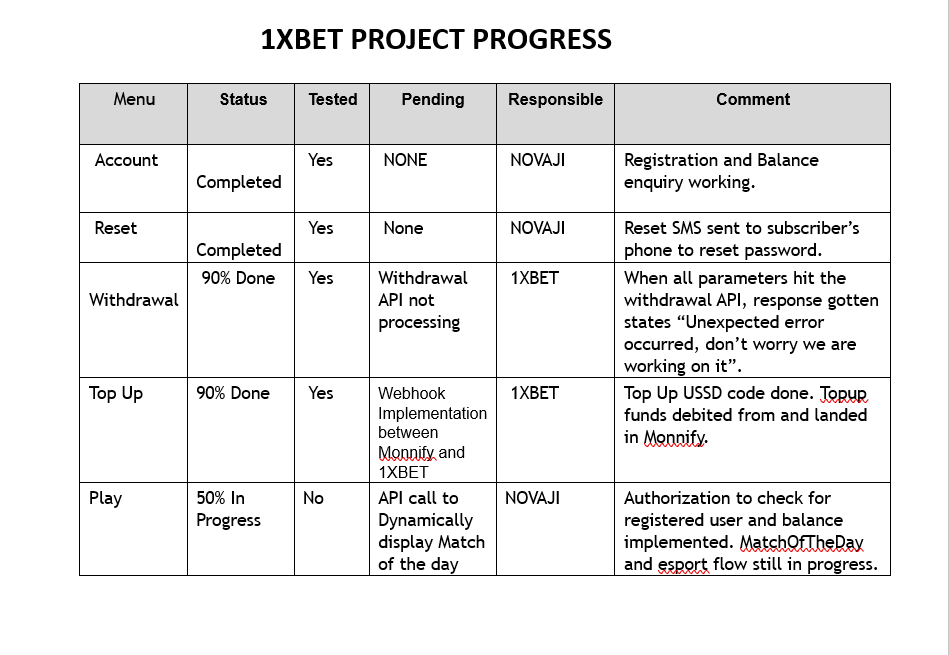 1XBET PROJECT PROGRESS
Menu Status Tested Pending Responsible Comment
Account
Completed
Yes
NONE
NOVAJI
Registration and Balance
enquiry working.
Reset
Completed
Yes
None
NOVAJI
Reset SMS sent to subscriber’s
phone to reset password.
Withdrawal
90% Done
Yes
Withdrawal
API not
processing
1XBET
When all parameters hit the
withdrawal API, response gotten
states “Unexpected error
occurred, don’t worry we are
working on it”.
Top Up
90% Done
Yes
Webhook
Implementation
between
Monnify and
1XBET
1XBET
Top Up USSD code done. Topup
funds debited from and landed
in Monnify.
Play
50% In
Progress
No
API call to
Dynamically
display Match
of the day
NOVAJI
Authorization to check for
registered user and balance
implemented. MatchOfTheDay
and esport flow still in progress.